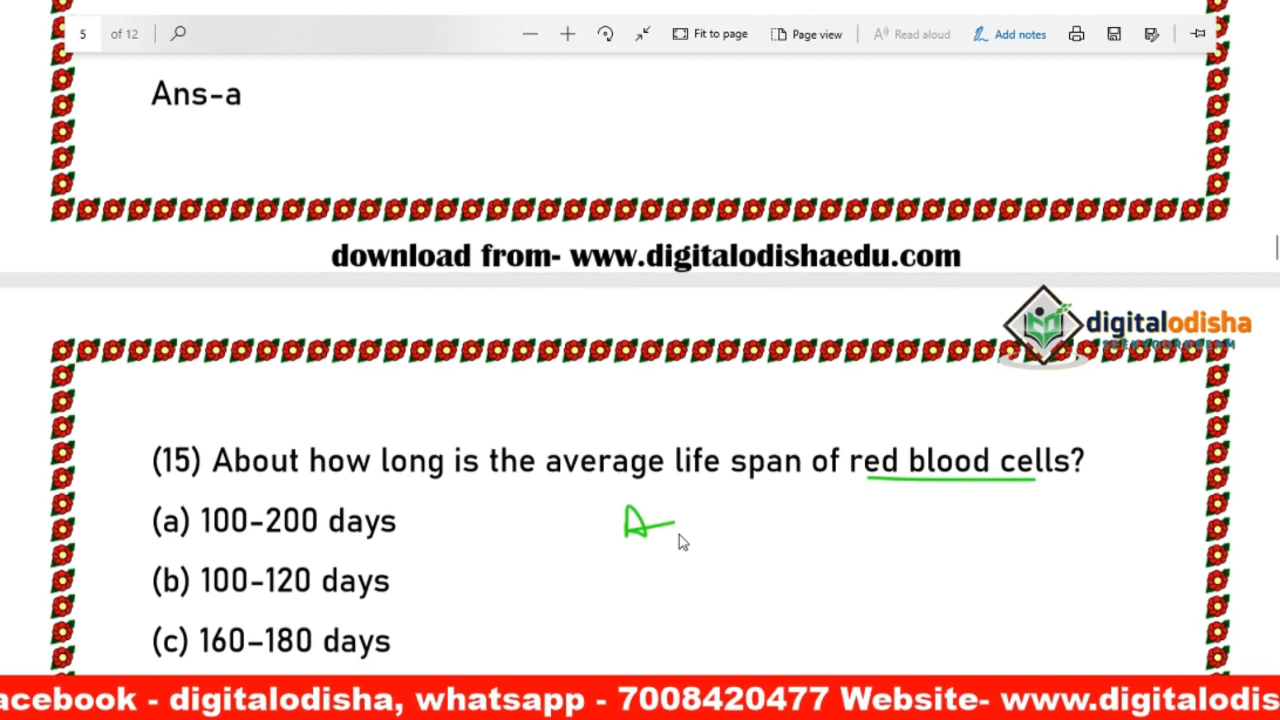 5 of 12 Fit to page Page view Read aloud Add notes
Ans-a
download from- www.digitalodishaedu.com
digitalodisha
(15) About how long is the average life span of red blood cells?
(a) 100-200 days
A
(b) 100-120 days
(c) 160-180 days
acebook - digitalodisha, whatsapp - 7008420477 Website- www.digitalodis